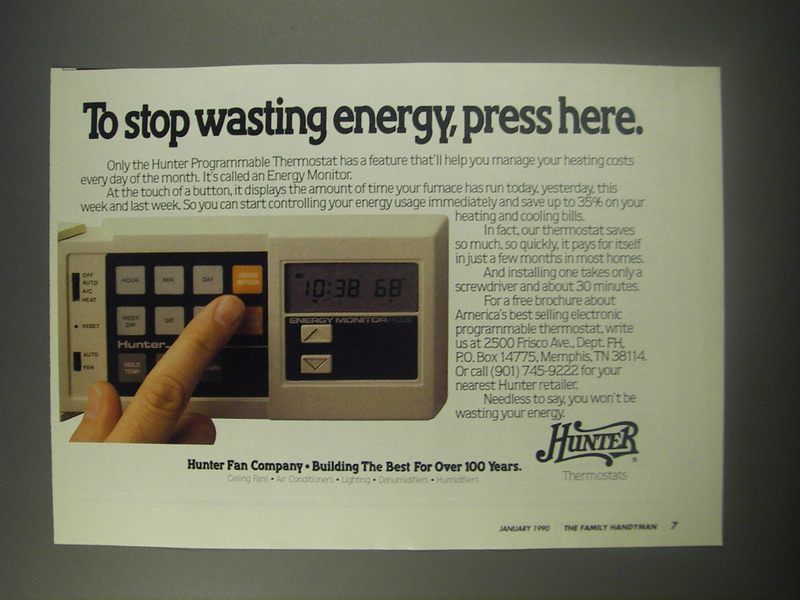 To stop wasting energy, press here.
Only the Hunter Programmable Thermostat has a feature that'll help you manage your heating costs
every day of the month. It's called an Energy Monitor.
At the touch of a button, it displays the amount of time your furnace has run today, yesterday, this
week and last week. So you can start controlling your energy usage immediately and save up to 35% on your
heating and cooling bills.
In fact, our thermostat saves
so much, so quickly, it pays for itself
in just a few months in most homes.
And installing one takes only a
screwdriver and about 30 minutes.
For a free brochure about
America's best selling electronic
programmable thermostat, write
us at 2500 Frisco Ave., Dept. FH,
P.O. Box 14775, Memphis, TN 38114.
Or call (901) 745-9222 for your
nearest Hunter retailer.
Needless to say, you won't be
wasting your energy.
OFF
AUTO
A/C
HEAT
RESET
AUTO
FAN
HOUR MIN DAY
WEEK DAY SAT
Hunter
HOLD TEMP
10:38 68°
ENERGY MONITOR PLUS
HUNTER®
Thermostats
Hunter Fan Company • Building The Best For Over 100 Years.
Ceiling Fans • Air Conditioners • Lighting • Dehumidifiers • Humidifiers
JANUARY 1990 THE FAMILY HANDYMAN 7